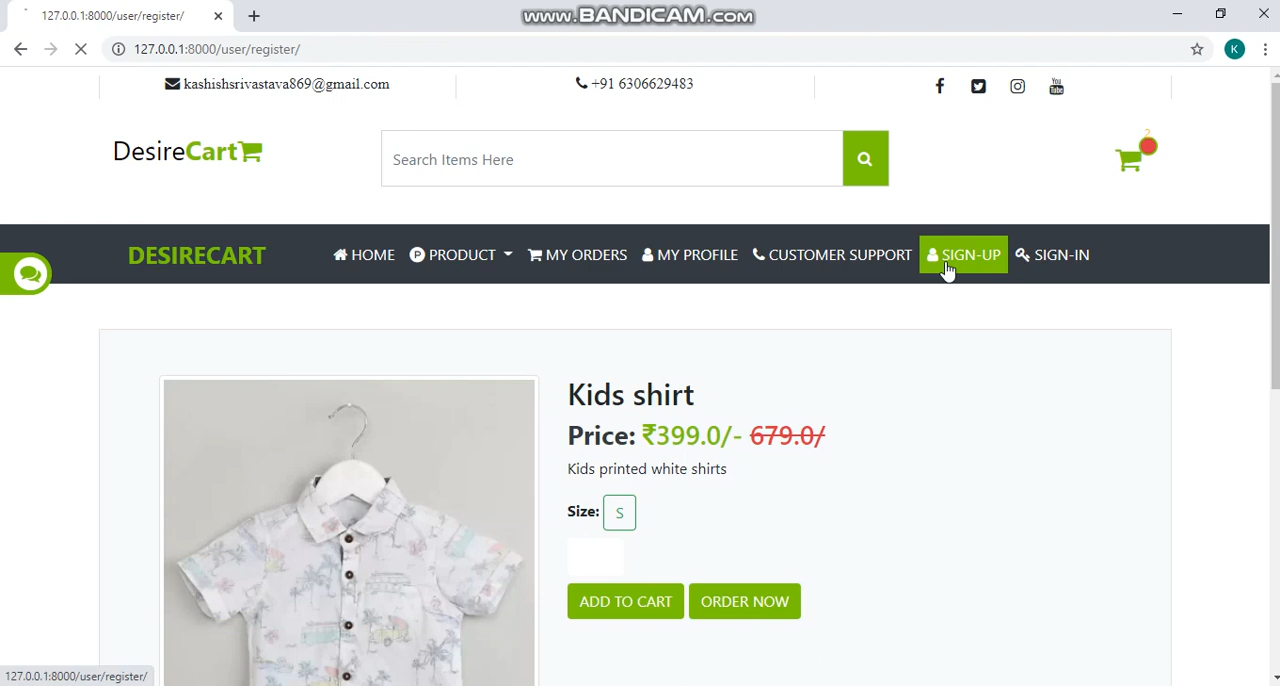 127.0.0.1:8000/user/register/
www.BANDICAM.com
127.0.0.1:8000/user/register/
K
kashishsrivastava869@gmail.com
+91 6306629483
You
Tube
DesireCart
Search Items Here
2
DESIRECART
HOME
P PRODUCT
MY ORDERS
MY PROFILE
CUSTOMER SUPPORT
SIGN-UP
SIGN-IN
Kids shirt
Price: ₹399.0/- 679.0/
Kids printed white shirts
Size: S
ADD TO CART
ORDER NOW
127.0.0.1:8000/user/register/